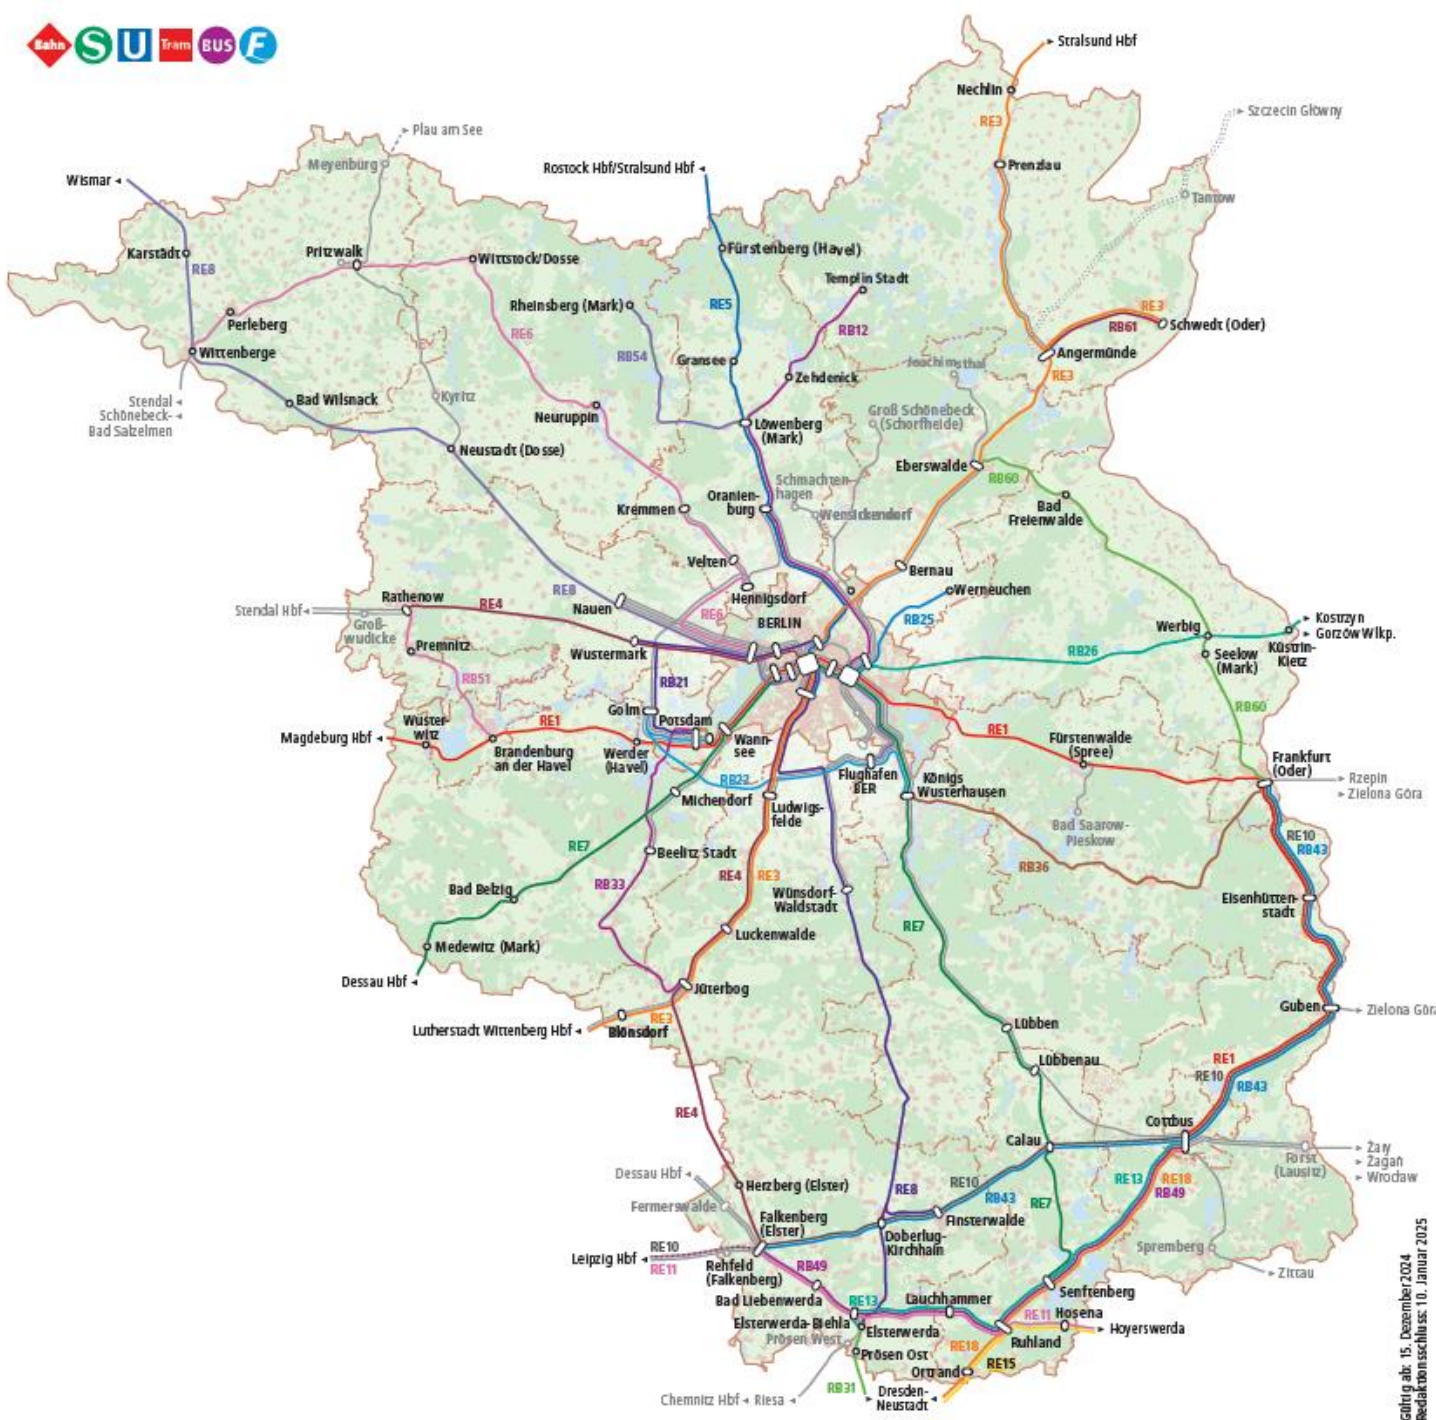 Bahn S U Tram BUS F
Stralsund Hbf
Nechlin
RE3
Szczecin Główny
Plau am See
Meyenburg
Prenzlau
Rostock Hbf/Stralsund Hbf
Wismar
Tantow
Karstädt
RE8
Pritzwalk
Wittstock/Dosse
Fürstenberg (Havel)
Templin Stadt
Rheinsberg (Mark)
RE5
RE3
RB61
Schwedt (Oder)
Perleberg
RE6
RB12
Wittenberge
RB54
Gransee
Angermünde
Joachimsthal
RE3
Zehdenick
Stendal
Schönebeck-
Bad Salzelmen
Bad Wilsnack
Kyritz
Neuruppin
Löwenberg
(Mark)
Groß Schönebeck
(Schorfheide)
Neustadt (Dosse)
Eberswalde
RB60
Schmachten-
hagen
Wensickendorf
Kremmen
Oranien-
burg
Bad
Freienwalde
Velten
Bernau
Werneuchen
RE8
Nauen
Hennigsdorf
RE6
BERLIN
RB25
Rathenow
RE4
Stendal Hbf
Groß-
wudicke
Premnitz
Wustermark
RB26
Werbig
Kostrzyn
Gorzów Wlkp.
Küstrin-
Kietz
Seelow
(Mark)
RB51
RB21
Golm
Potsdam
RB60
Magdeburg Hbf
Wuster-
witz
RE1
Brandenburg
an der Havel
Werder
(Havel)
Wann-
see
RE1
Fürstenwalde
(Spree)
Frankfurt
(Oder)
Rzepin
Zielona Góra
RB22
Flughafen
BER
Königs
Wusterhausen
Michendorf
Ludwigs-
felde
Bad Saarow-
Pieskow
RE10
RB43
RE7
Beelitz Stadt
RB33
RE4
RE3
RB36
Bad Belzig
Wünsdorf-
Waldstadt
Eisenhütten-
stadt
RE7
Luckenwalde
Medewitz (Mark)
Dessau Hbf
Jüterbog
Guben
Zielona Góra
Lutherstadt Wittenberg Hbf
RE3
Blönsdorf
Lübben
Lübbenau
RE1
RE10
RB43
RE4
Cottbus
Calau
Forst
(Lausitz)
Żary
Żagań
Wrocław
Dessau Hbf
Herzberg (Elster)
RE8
RE10
RB43
RE13
RE18
RB49
RE7
Fermerswalde
Falkenberg
(Elster)
Finsterwalde
Doberlug-
Kirchhain
Spremberg
Zittau
Leipzig Hbf
RE10
RE11
Rehfeld
(Falkenberg)
RB49
Bad Liebenwerda
RE13
Lauchhammer
Senftenberg
Elsterwerda-Biehla
Elsterwerda
RE11
Hosena
Hoyerswerda
Prösen West
Prösen Ost
RE18
Ruhland
RE15
Ortrand
RB31
Chemnitz Hbf
Riesa
Dresden-
Neustadt
Gültig ab: 15. Dezember 2024
Redaktionsschluss: 10. Januar 2025